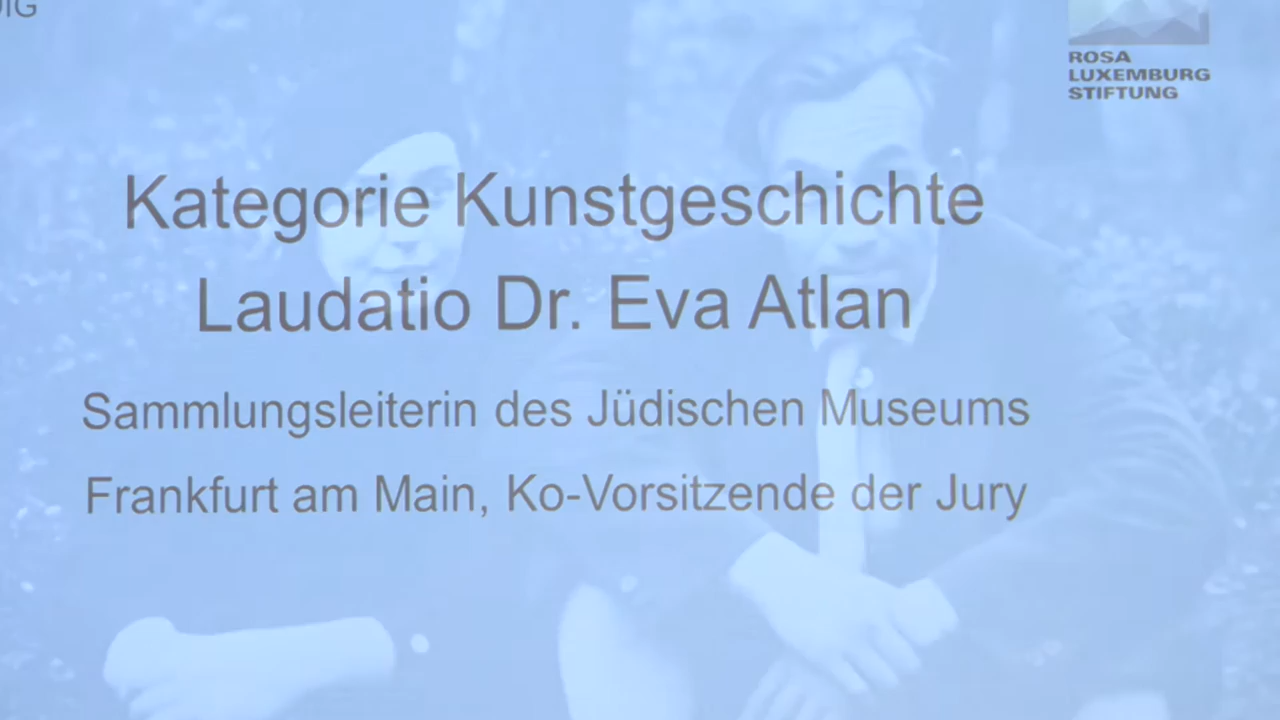 ROSA
LUXEMBURG
STIFTUNG
Kategorie Kunstgeschichte
Laudatio Dr. Eva Atlan
Sammlungsleiterin des Jüdischen Museums
Frankfurt am Main, Ko-Vorsitzende der Jury